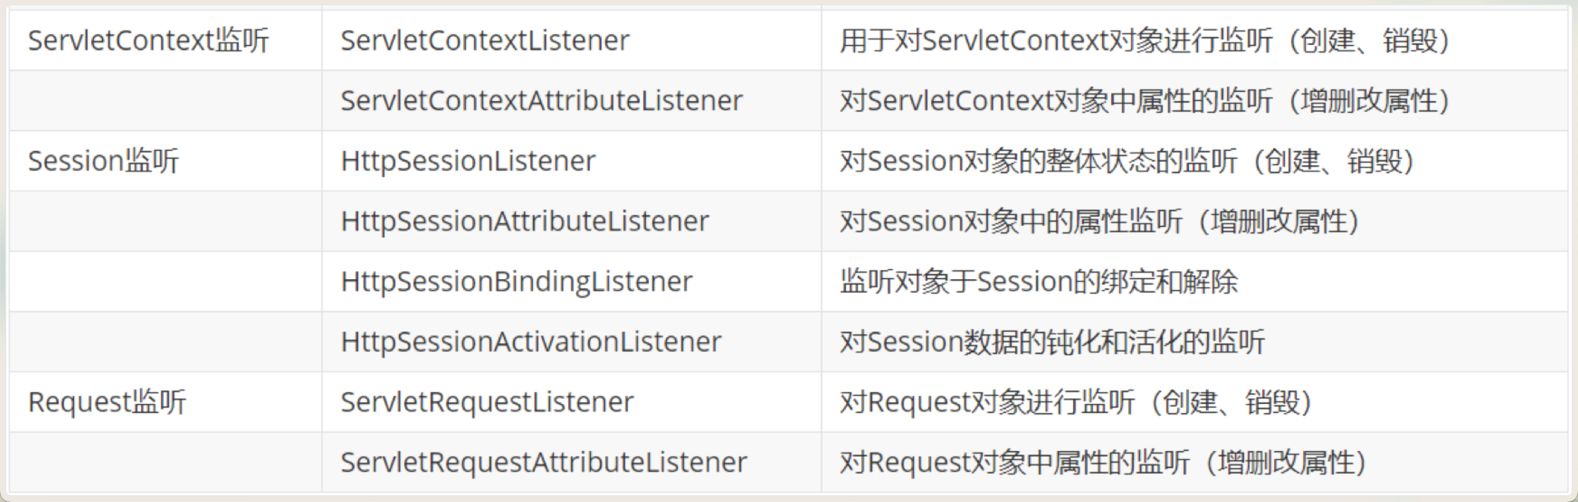 ServletContext监听 ServletContextListener 用于对ServletContext对象进行监听（创建、销毁）
ServletContextAttributeListener 对ServletContext对象中属性的监听（增删改属性）
Session监听 HttpSessionListener 对Session对象的整体状态的监听（创建、销毁）
HttpSessionAttributeListener 对Session对象中的属性监听（增删改属性）
HttpSessionBindingListener 监听对象于Session的绑定和解除
HttpSessionActivationListener 对Session数据的钝化和活化的监听
Request监听 ServletRequestListener 对Request对象进行监听（创建、销毁）
ServletRequestAttributeListener 对Request对象中属性的监听（增删改属性）